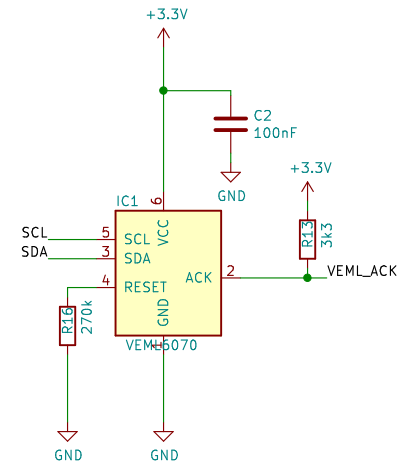 +3.3V
C2
100nF
GND
+3.3V
IC1
6
VCC
R13
3k3
SCL
5
SCL
SDA
3
SDA
ACK
2
VEML_ACK
4
RESET
R16
270k
GND
VEML6070
1
GND
GND